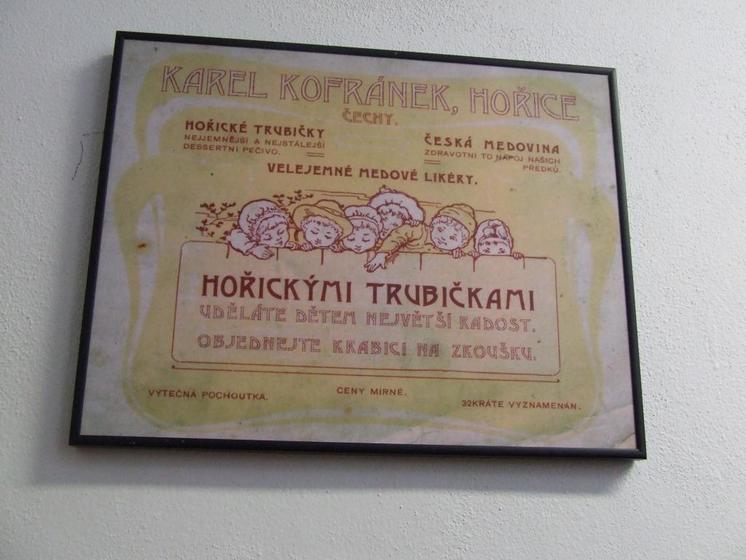 KAREL KOFRÁNEK, HOŘICE
ČECHY.
HOŘICKÉ TRUBIČKY
NEJJEMNĚJŠÍ A NEJSTÁLEJŠÍ
DESSERTNÍ PEČIVO.
ČESKÁ MEDOVINA
ZDRAVOTNÍ TO NÁPOJ NAŠICH
PŘEDKŮ.
VELEJEMNÉ MEDOVÉ LIKÉRY.
HOŘICKÝMI TRUBIČKAMI
UDĚLÁTE DĚTEM NEJVĚTŠÍ RADOST.
OBJEDNEJTE KRABICI NA ZKOUŠKU.
VÝTEČNÁ POCHOUTKA.
CENY MÍRNÉ.
32KRÁTE VYZNAMENÁN.